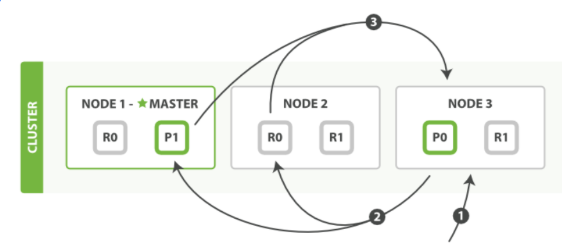 3
CLUSTER
NODE 1 - ★ MASTER
R0 P1
NODE 2
R0 R1
NODE 3
P0 R1
2
1